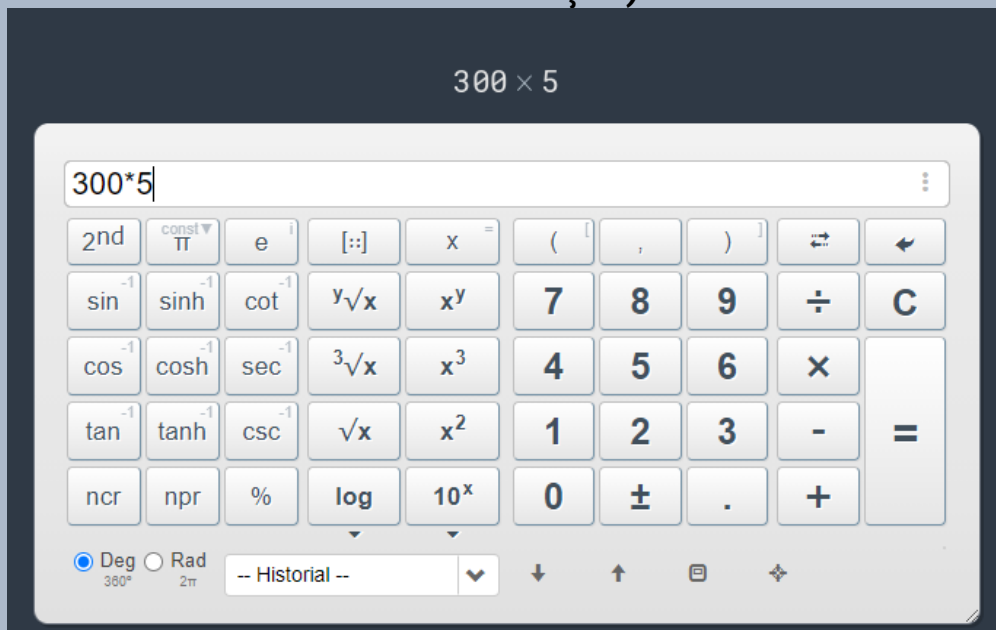 300 × 5
300*5
2nd const▼ π e i [::] x = ( [ , ) ]
sin -1 sinh -1 cot -1 y√x xy 7 8 9 ÷ C
cos -1 cosh -1 sec -1 3√x x3 4 5 6 ×
tan -1 tanh -1 csc -1 √x x2 1 2 3 - =
ncr npr % log 10x 0 ± . +
Deg 360° Rad 2π -- Historial --